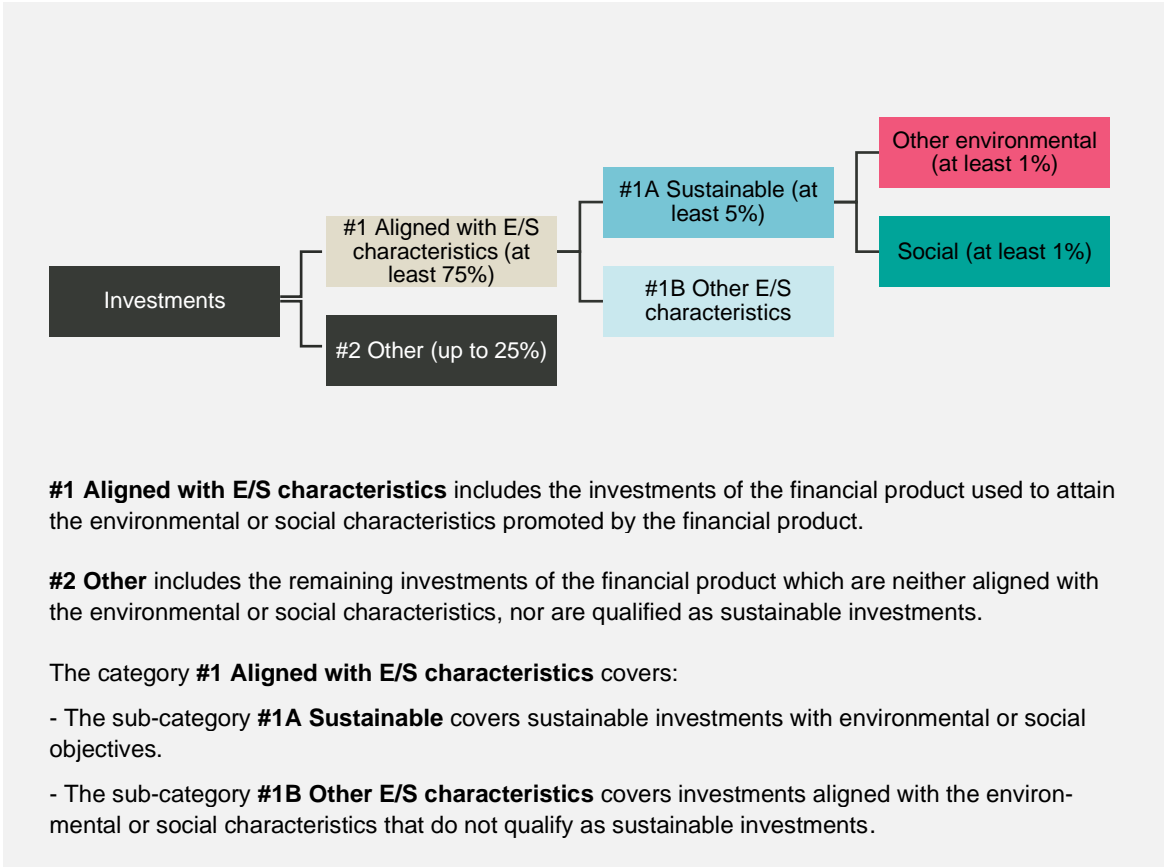 Investments
#1 Aligned with E/S
characteristics (at
least 75%)
#2 Other (up to 25%)
#1A Sustainable (at
least 5%)
#1B Other E/S
characteristics
Other environmental
(at least 1%)
Social (at least 1%)
#1 Aligned with E/S characteristics includes the investments of the financial product used to attain
the environmental or social characteristics promoted by the financial product.
#2 Other includes the remaining investments of the financial product which are neither aligned with
the environmental or social characteristics, nor are qualified as sustainable investments.
The category #1 Aligned with E/S characteristics covers:
- The sub-category #1A Sustainable covers sustainable investments with environmental or social
objectives.
- The sub-category #1B Other E/S characteristics covers investments aligned with the environ-
mental or social characteristics that do not qualify as sustainable investments.